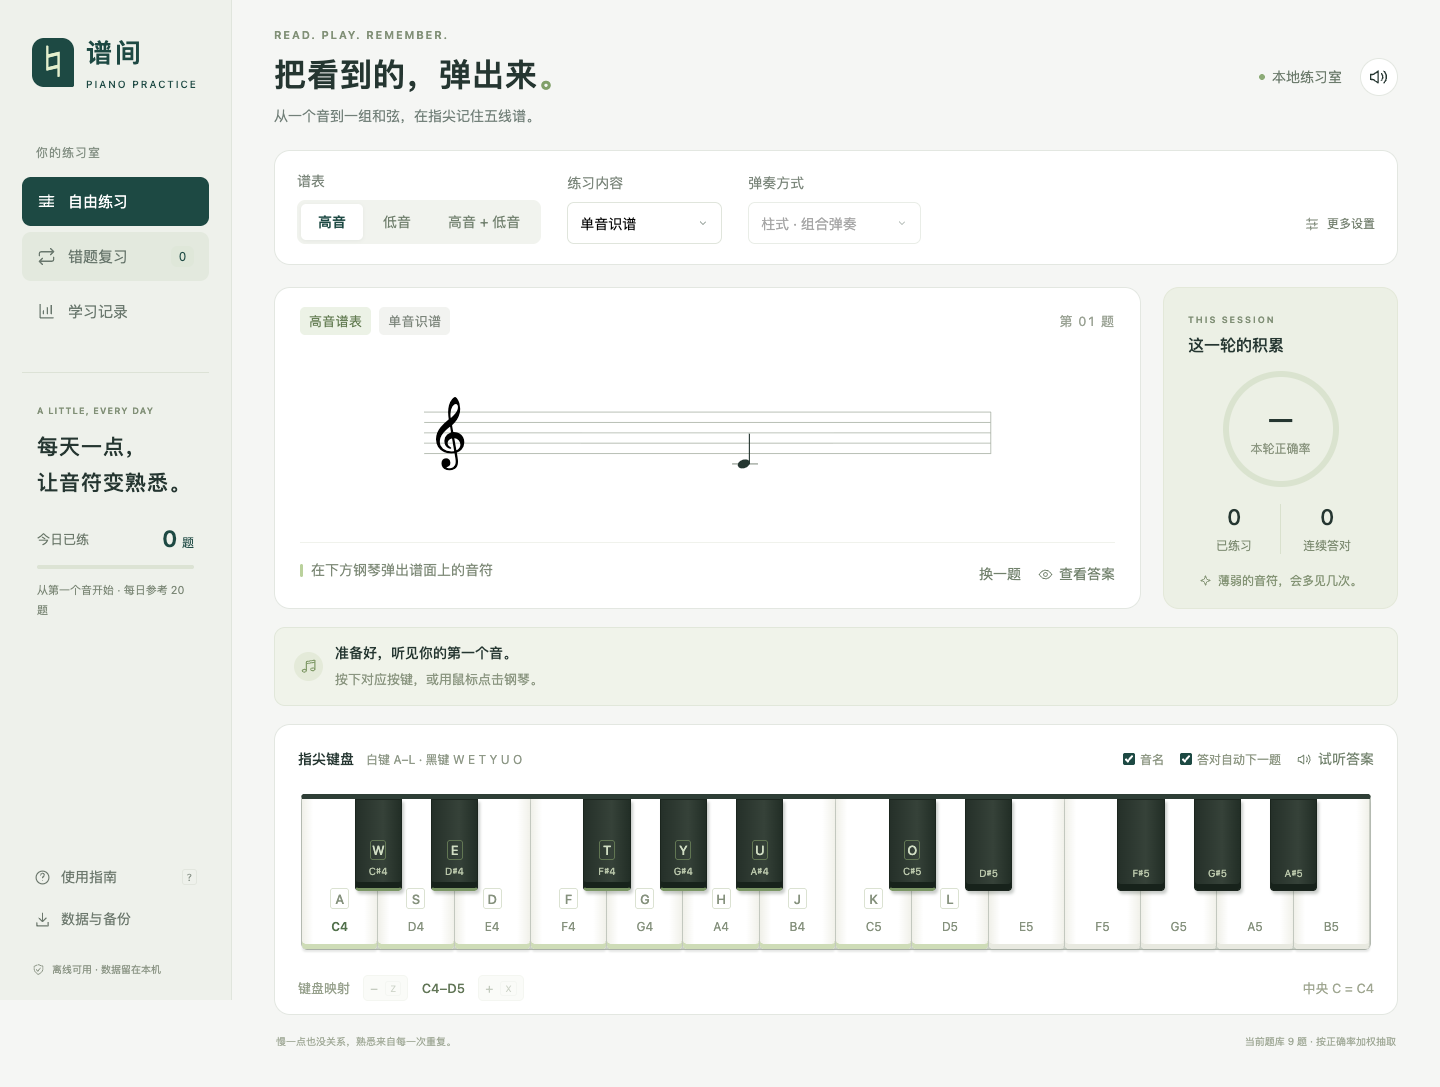 谱间
PIANO PRACTICE
你的练习室
自由练习
错题复习 0
学习记录
A LITTLE, EVERY DAY
每天一点，
让音符变熟悉。
今日已练 0 题
从第一个音开始 · 每日参考 20
题
使用指南 ?
数据与备份
离线可用 · 数据留在本机
READ. PLAY. REMEMBER.
把看到的，弹出来。
从一个音到一组和弦，在指尖记住五线谱。
本地练习室
谱表
高音 低音 高音 + 低音
练习内容
单音识谱
弹奏方式
柱式 · 组合弹奏
更多设置
高音谱表 单音识谱
第 01 题
在下方钢琴弹出谱面上的音符
换一题 查看答案
THIS SESSION
这一轮的积累
—
本轮正确率
0 0
已练习 连续答对
薄弱的音符，会多见几次。
准备好，听见你的第一个音。
按下对应按键，或用鼠标点击钢琴。
指尖键盘 白键 A–L · 黑键 W E T Y U O
音名 答对自动下一题 试听答案
W E T Y U O
C#4 D#4 F#4 G#4 A#4 C#5 D#5 F#5 G#5 A#5
A S D F G H J K L
C4 D4 E4 F4 G4 A4 B4 C5 D5 E5 F5 G5 A5 B5
键盘映射 − Z C4–D5 + X
中央 C = C4
慢一点也没关系，熟悉来自每一次重复。
当前题库 9 题 · 按正确率加权抽取